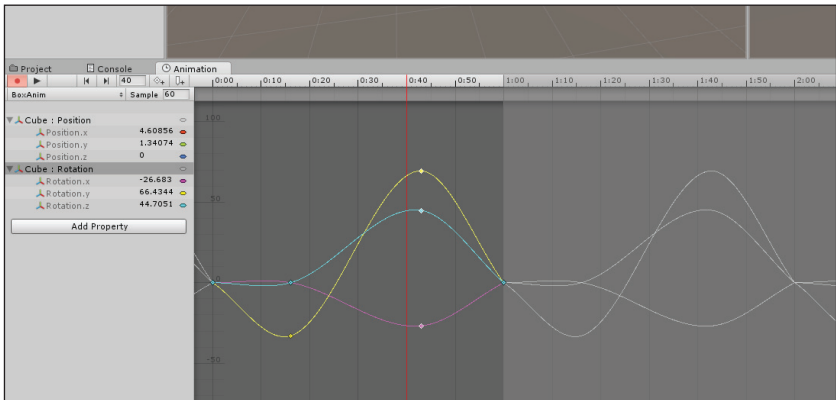 Project Console Animation
40 0:00 0:10 0:20 0:30 0:40 0:50 1:00 1:10 1:20 1:30 1:40 1:50 2:00
BoxAnim Sample 60
Cube : Position
Position.x 4.60856
Position.y 1.34074
Position.z 0
Cube : Rotation
Rotation.x -26.683
Rotation.y 66.4344
Rotation.z 44.7051
Add Property
100
50
0
-50